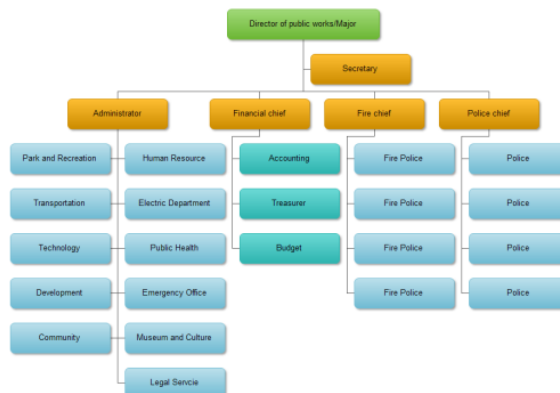 Director of public works/Major
Secretary
Administrator
Financial chief
Fire chief
Police chief
Park and Recreation
Human Resource
Accounting
Fire Police
Police
Transportation
Electric Department
Treasurer
Fire Police
Police
Technology
Public Health
Budget
Fire Police
Police
Development
Emergency Office
Fire Police
Police
Community
Museum and Culture
Legal Servcie